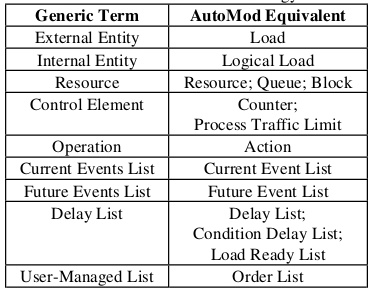 Generic Term AutoMod Equivalent
External Entity Load
Internal Entity Logical Load
Resource Resource; Queue; Block
Control Element Counter;
Process Traffic Limit
Operation Action
Current Events List Current Event List
Future Events List Future Event List
Delay List Delay List;
Condition Delay List;
Load Ready List
User-Managed List Order List